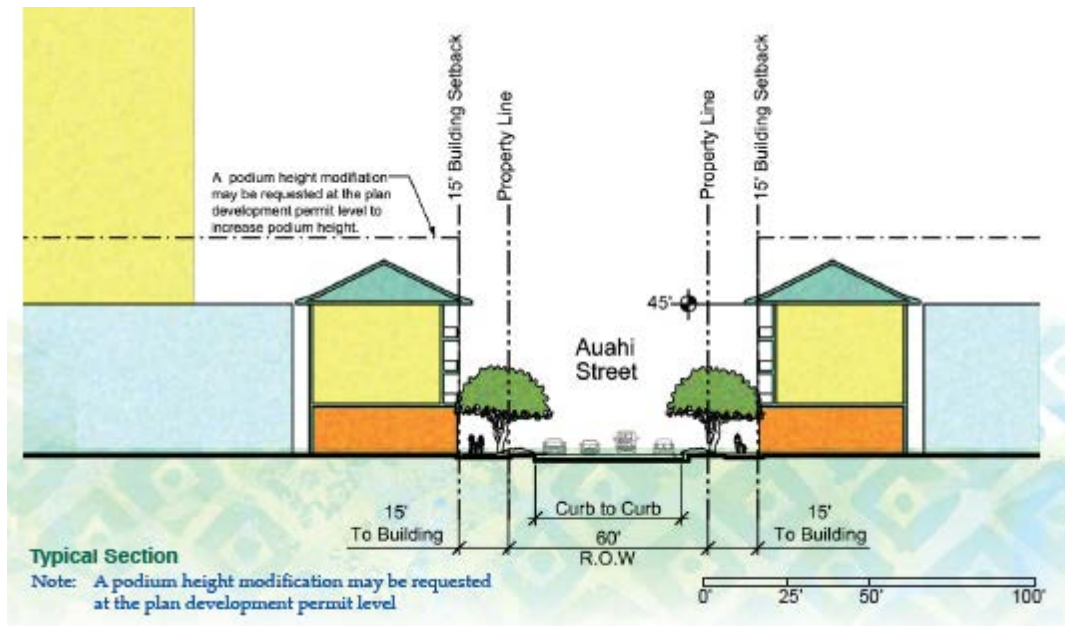 15' Building Setback
Property Line
Property Line
15' Building Setback
A podium height modifiation
may be requested at the plan
development permit level to
increase podium height.
45'
Auahi
Street
15'
To Building
Curb to Curb
60'
R.O.W
15'
To Building
Typical Section
Note: A podium height modification may be requested
at the plan development permit level
0' 25' 50' 100'